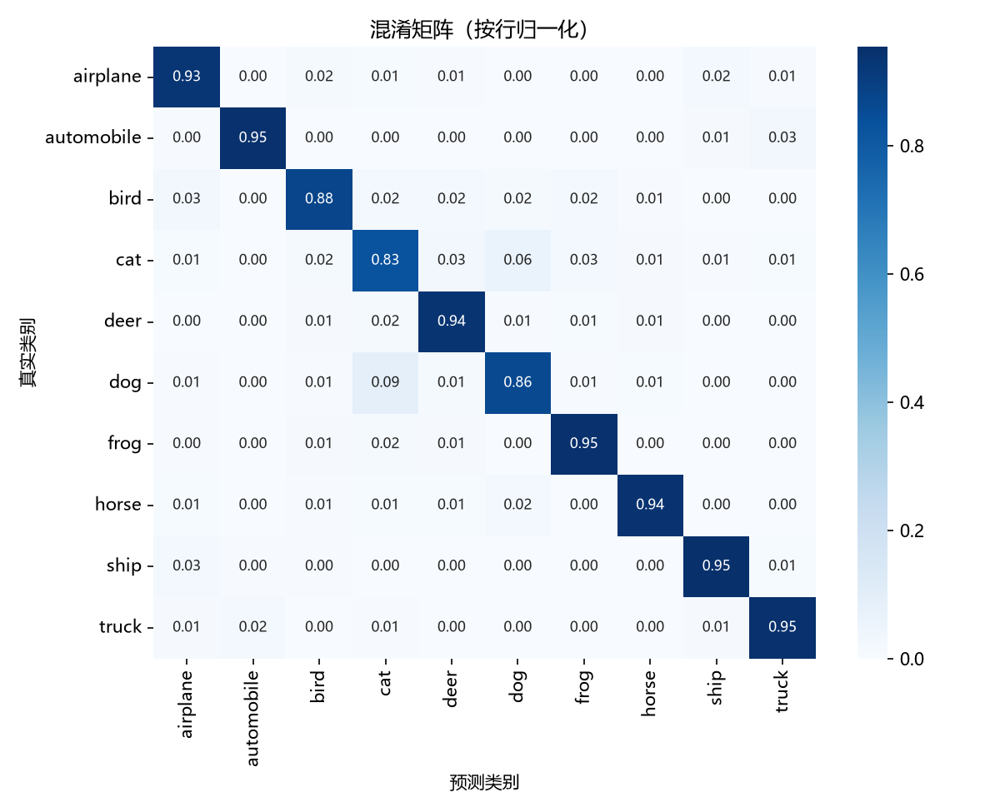 混淆矩阵（按行归一化）
airplane 0.93 0.00 0.02 0.01 0.01 0.00 0.00 0.00 0.02 0.01
automobile 0.00 0.95 0.00 0.00 0.00 0.00 0.00 0.00 0.01 0.03
bird 0.03 0.00 0.88 0.02 0.02 0.02 0.02 0.01 0.00 0.00
cat 0.01 0.00 0.02 0.83 0.03 0.06 0.03 0.01 0.01 0.01
deer 0.00 0.00 0.01 0.02 0.94 0.01 0.01 0.01 0.00 0.00
dog 0.01 0.00 0.01 0.09 0.01 0.86 0.01 0.01 0.00 0.00
frog 0.00 0.00 0.01 0.02 0.01 0.00 0.95 0.00 0.00 0.00
horse 0.01 0.00 0.01 0.01 0.01 0.02 0.00 0.94 0.00 0.00
ship 0.03 0.00 0.00 0.00 0.00 0.00 0.00 0.00 0.95 0.01
truck 0.01 0.02 0.00 0.01 0.00 0.00 0.00 0.00 0.01 0.95
airplane automobile bird cat deer dog frog horse ship truck
预测类别
真实类别
0.8
0.6
0.4
0.2
0.0